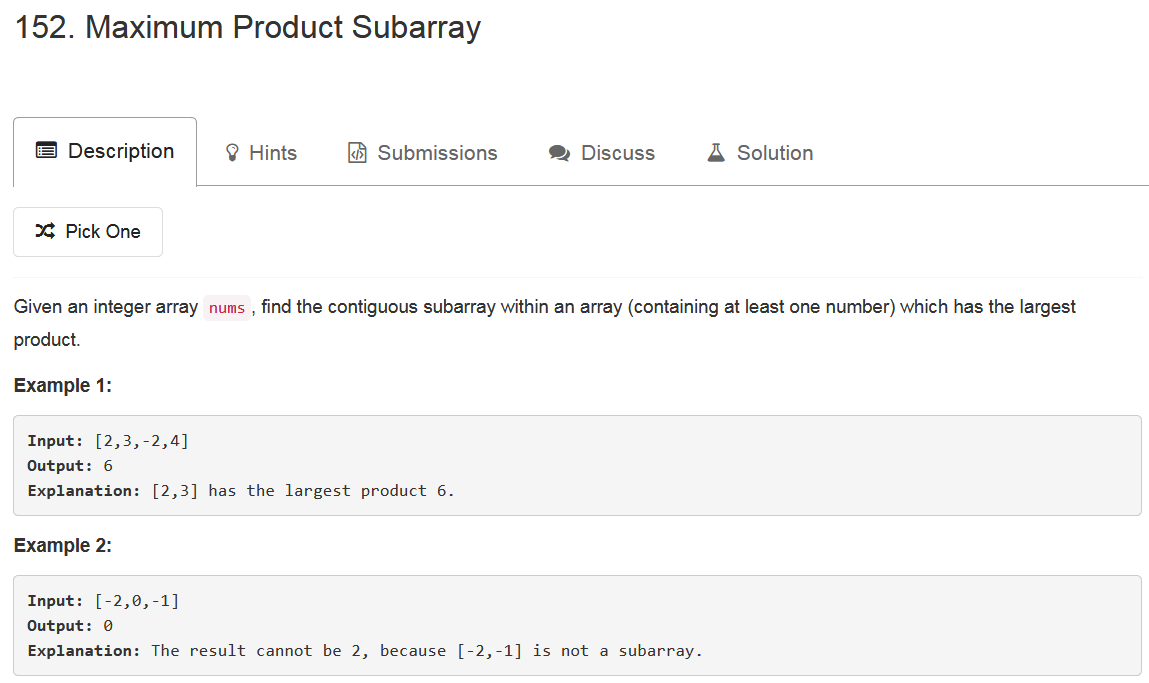 152. Maximum Product Subarray
Description Hints Submissions Discuss Solution
Pick One
Given an integer array nums , find the contiguous subarray within an array (containing at least one number) which has the largest
product.
Example 1:
Input: [2,3,-2,4]
Output: 6
Explanation: [2,3] has the largest product 6.
Example 2:
Input: [-2,0,-1]
Output: 0
Explanation: The result cannot be 2, because [-2,-1] is not a subarray.